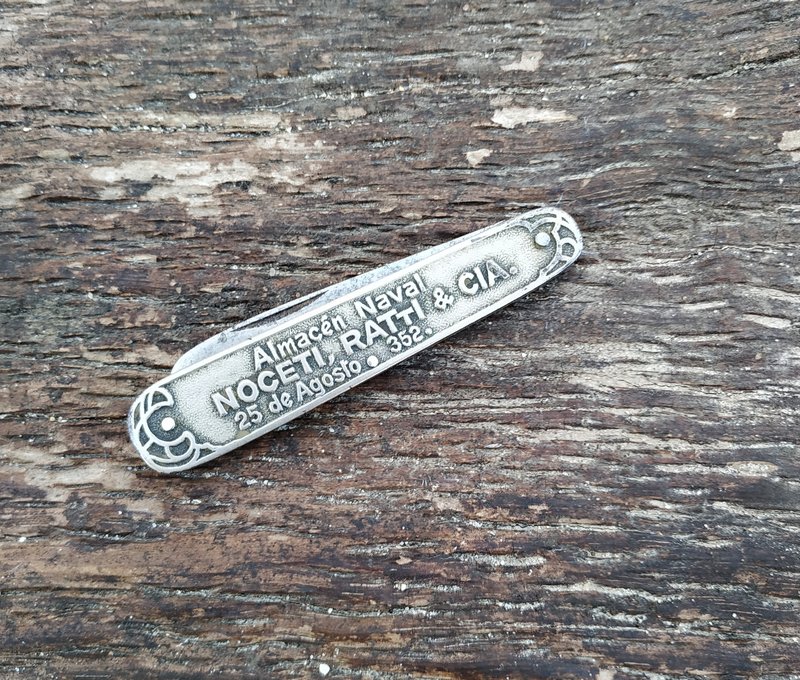 Almacén Naval
NOCETI, RATTI & CIA.
25 de Agosto • 352.